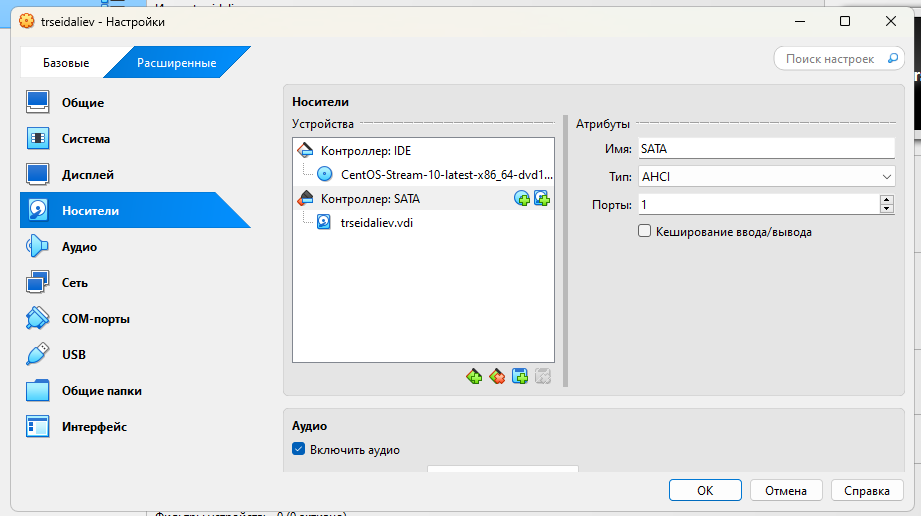 trseidaliev - Настройки
Базовые
Расширенные
Поиск настроек
Общие
Система
Дисплей
Носители
Аудио
Сеть
COM-порты
USB
Общие папки
Интерфейс
Носители
Устройства
Контроллер: IDE
CentOS-Stream-10-latest-x86_64-dvd1...
Контроллер: SATA
trseidaliev.vdi
Атрибуты
Имя: SATA
Тип: AHCI
Порты: 1
Кеширование ввода/вывода
Аудио
Включить аудио
OK
Отмена
Справка